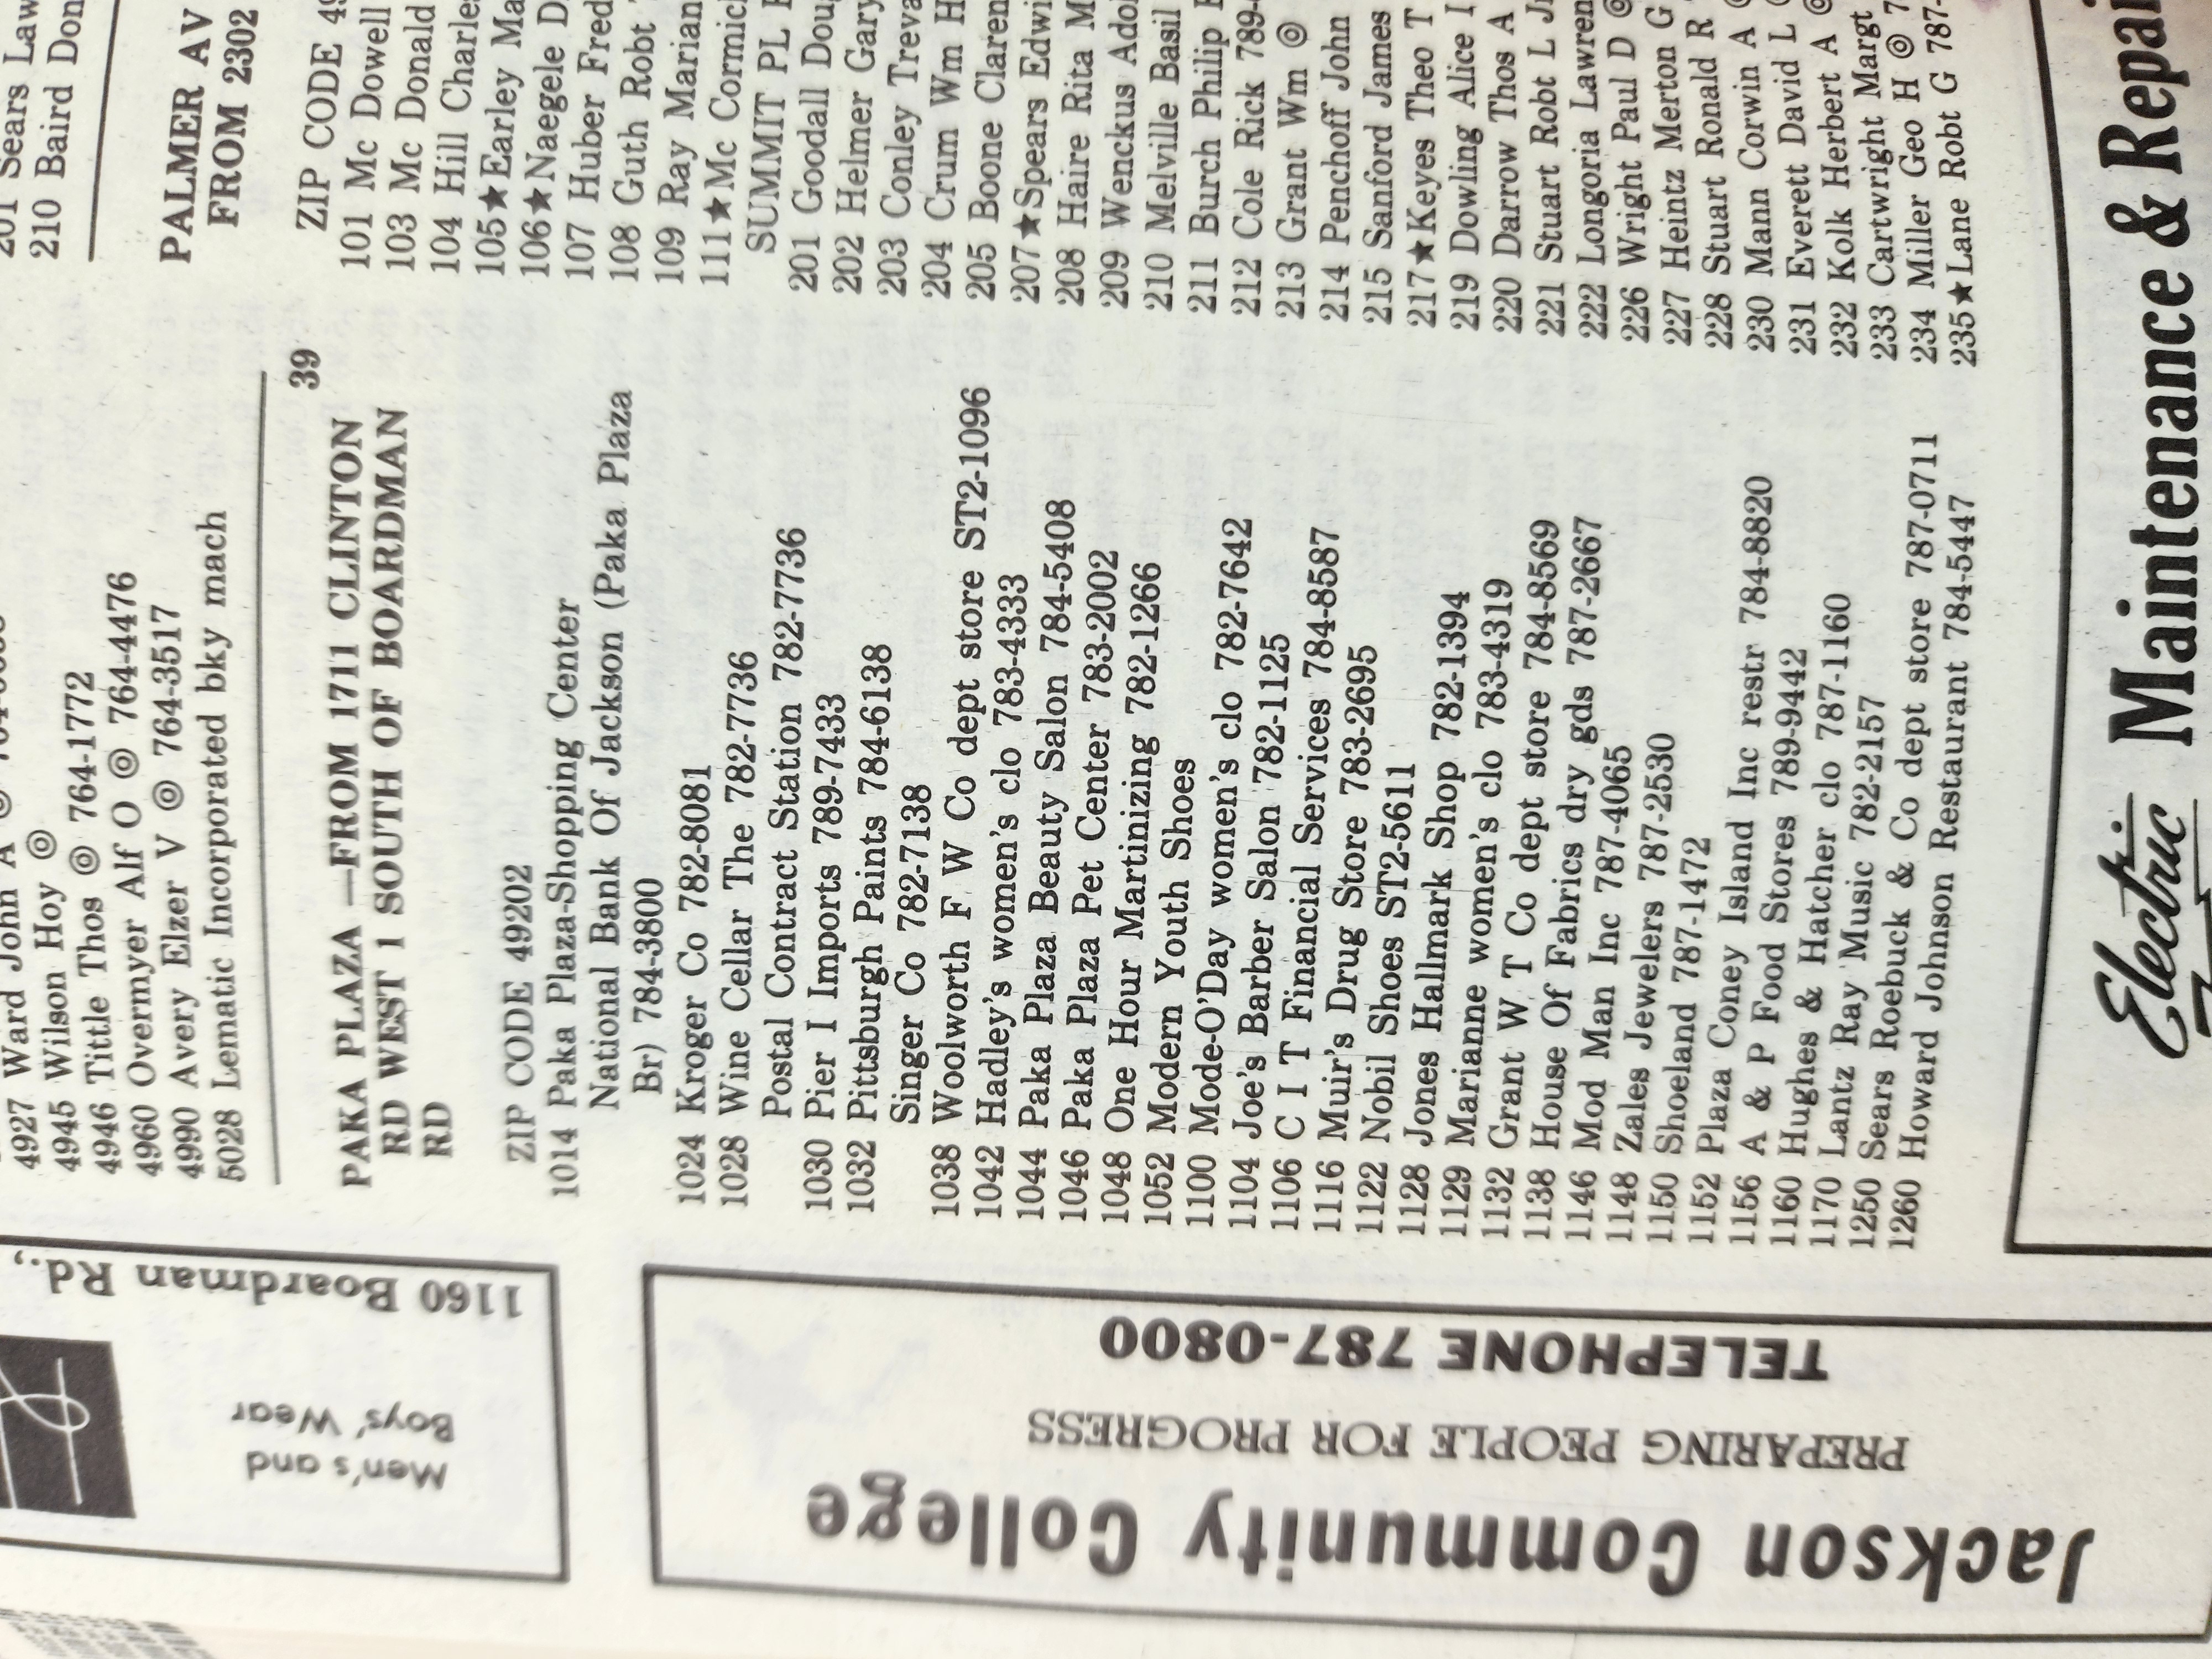 4927 Ward John A @
4945 Wilson Hoy @
4946 Tittle Thos @ 764-1772
4960 Overmyer Alf O @ 764-4476
4990 Avery Elzer V @ 764-3517
5028 Lematic Incorporated bky mach
39
PAKA PLAZA —FROM 1711 CLINTON
RD WEST 1 SOUTH OF BOARDMAN
RD
ZIP CODE 49202
1014 Paka Plaza-Shopping Center
National Bank Of Jackson (Paka Plaza
Br) 784-3800
1024 Kroger Co 782-8081
1028 Wine Cellar The 782-7736
Postal Contract Station 782-7736
1030 Pier I Imports 789-7433
1032 Pittsburgh Paints 784-6138
Singer Co 782-7138
1038 Woolworth F W Co dept store ST2-1096
1042 Hadley's women's clo 783-4333
1044 Paka Plaza Beauty Salon 784-5408
1046 Paka Plaza Pet Center 783-2002
1048 One Hour Martinizing 782-1266
1052 Modern Youth Shoes
1100 Mode-O'Day women's clo 782-7642
1104 Joe's Barber Salon 782-1125
1106 C I T Financial Services 784-8587
1116 Muir's Drug Store 783-2695
1122 Nobil Shoes ST2-5611
1128 Jones Hallmark Shop 782-1394
1129 Marianne women's clo 783-4319
1132 Grant W T Co dept store 784-8569
1138 House Of Fabrics dry gds 787-2667
1146 Mod Man Inc 787-4065
1148 Zales Jewelers 787-2530
1150 Shoeland 787-1472
1152 Plaza Coney Island Inc restr 784-8820
1156 A & P Food Stores 789-9442
1160 Hughes & Hatcher clo 787-1160
1170 Lantz Ray Music 782-2157
1250 Sears Roebuck & Co dept store 787-0711
1260 Howard Johnson Restaurant 784-5447
201 Sears Law
210 Baird Don
PALMER AV
FROM 2302
ZIP CODE 49
101 Mc Dowell
103 Mc Donald
104 Hill Charles
105★Earley Ma
106★Naegele D
107 Huber Fred
108 Guth Robt
109 Ray Marian
111★Mc Cormick
SUMMIT PL
201 Goodall Doug
202 Helmer Gary
203 Conley Treva
204 Crum Wm H
205 Boone Claren
207★Spears Edwi
208 Haire Rita M
209 Wenckus Adol
210 Melville Basil
211 Burch Philip
212 Cole Rick 789-
213 Grant Wm @
214 Penchoff John
215 Sanford James
217★Keyes Theo T
219 Dowling Alice I
220 Darrow Thos A
221 Stuart Robt L J
222 Longoria Lawren
226 Wright Paul D @
227 Heintz Merton G
228 Stuart Ronald R
230 Mann Corwin A @
231 Everett David L @
232 Kolk Herbert A @
233 Cartwright Margt
234 Miller Geo H @ 7
235★Lane Robt G 787-
Electric Maintenance & Repai
Men's and
Boys' Wear
1160 Boardman Rd.,
Jackson Community College
PREPARING PEOPLE FOR PROGRESS
TELEPHONE 787-0800